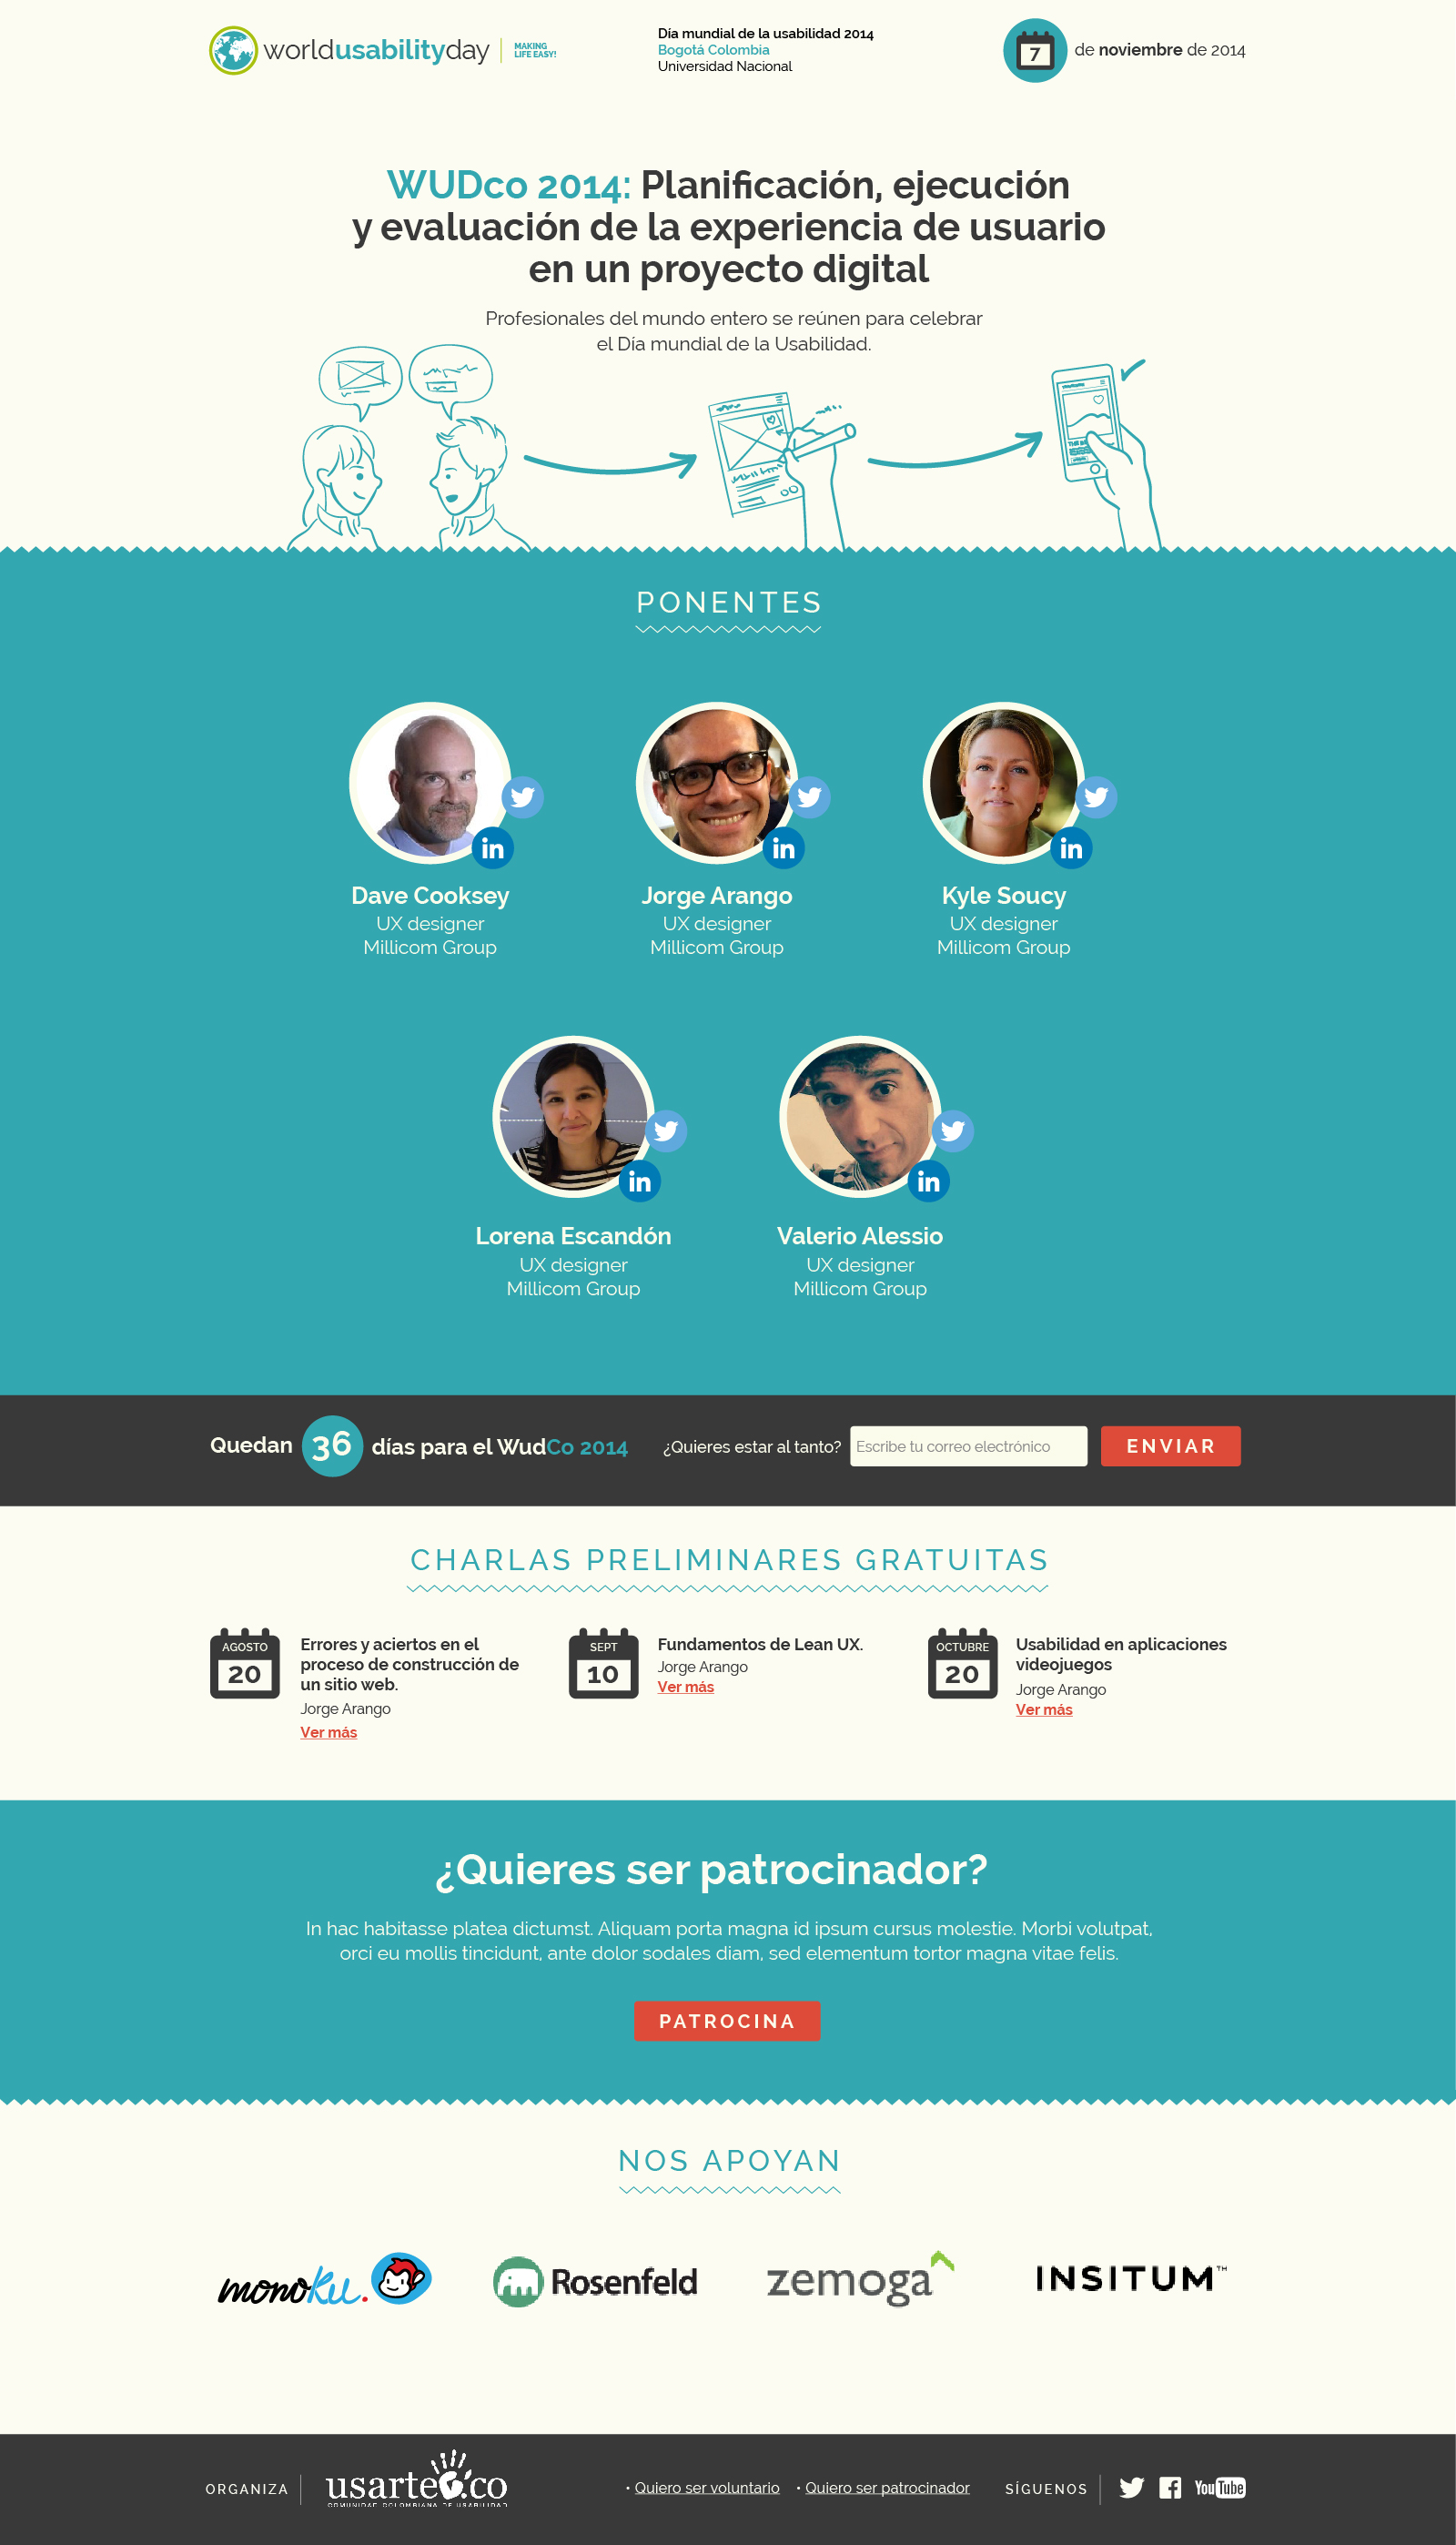 worldusabilityday
MAKING
LIFE EASY!
Día mundial de la usabilidad 2014
Bogotá Colombia
Universidad Nacional
7
de noviembre de 2014
WUDco 2014: Planificación, ejecución
y evaluación de la experiencia de usuario
en un proyecto digital
Profesionales del mundo entero se reúnen para celebrar
el Día mundial de la Usabilidad.
PONENTES
in
in
in
Dave Cooksey
UX designer
Millicom Group
Jorge Arango
UX designer
Millicom Group
Kyle Soucy
UX designer
Millicom Group
in
in
Lorena Escandón
UX designer
Millicom Group
Valerio Alessio
UX designer
Millicom Group
Quedan 36 días para el WudCo 2014
¿Quieres estar al tanto?
Escribe tu correo electrónico
ENVIAR
CHARLAS PRELIMINARES GRATUITAS
AGOSTO
20
Errores y aciertos en el
proceso de construcción de
un sitio web.
Jorge Arango
Ver más
SEPT
10
Fundamentos de Lean UX.
Jorge Arango
Ver más
OCTUBRE
20
Usabilidad en aplicaciones
videojuegos
Jorge Arango
Ver más
¿Quieres ser patrocinador?
In hac habitasse platea dictumst. Aliquam porta magna id ipsum cursus molestie. Morbi volutpat,
orci eu mollis tincidunt, ante dolor sodales diam, sed elementum tortor magna vitae felis.
PATROCINA
NOS APOYAN
monoku.
Rosenfeld
zemoga
INSITUM™
ORGANIZA
usarte.co
COMUNIDAD COLOMBIANA DE USABILIDAD
• Quiero ser voluntario
• Quiero ser patrocinador
SÍGUENOS
YouTube